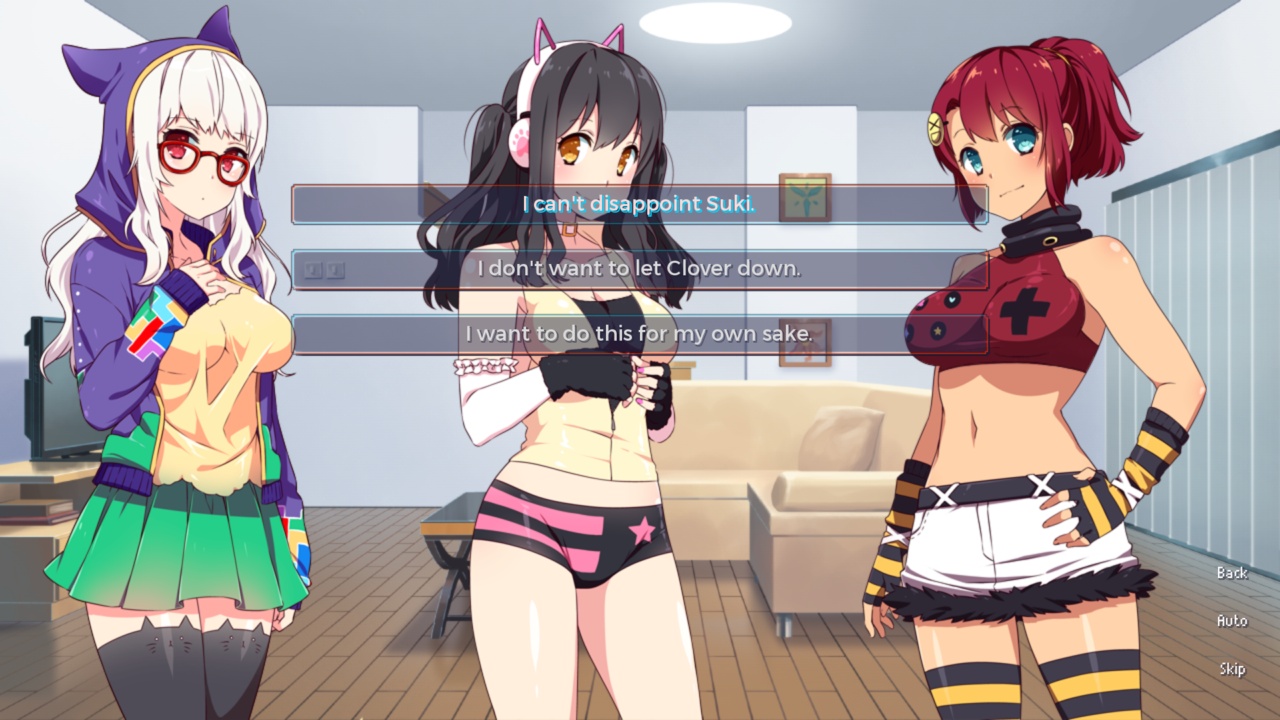 I can't disappoint Suki.
I don't want to let Clover down.
I want to do this for my own sake.
Back
Auto
Skip